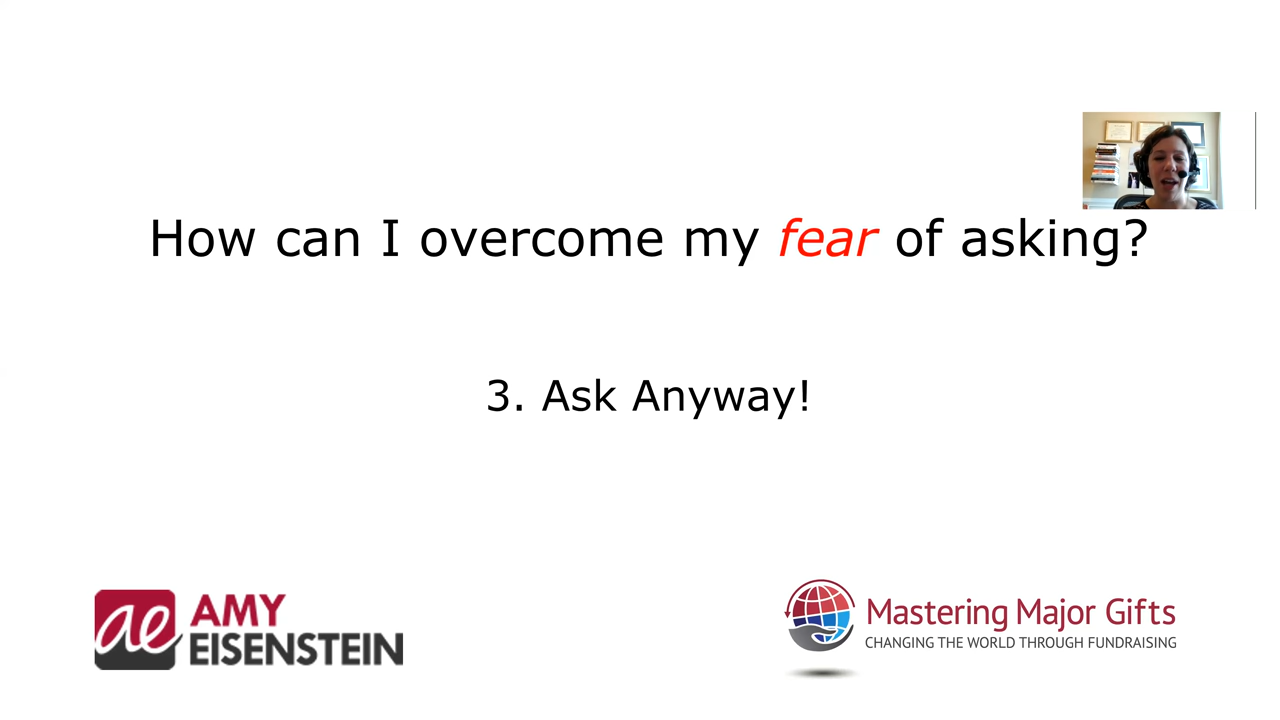 How can I overcome my fear of asking?
3. Ask Anyway!
ae AMY
EISENSTEIN
Mastering Major Gifts
CHANGING THE WORLD THROUGH FUNDRAISING